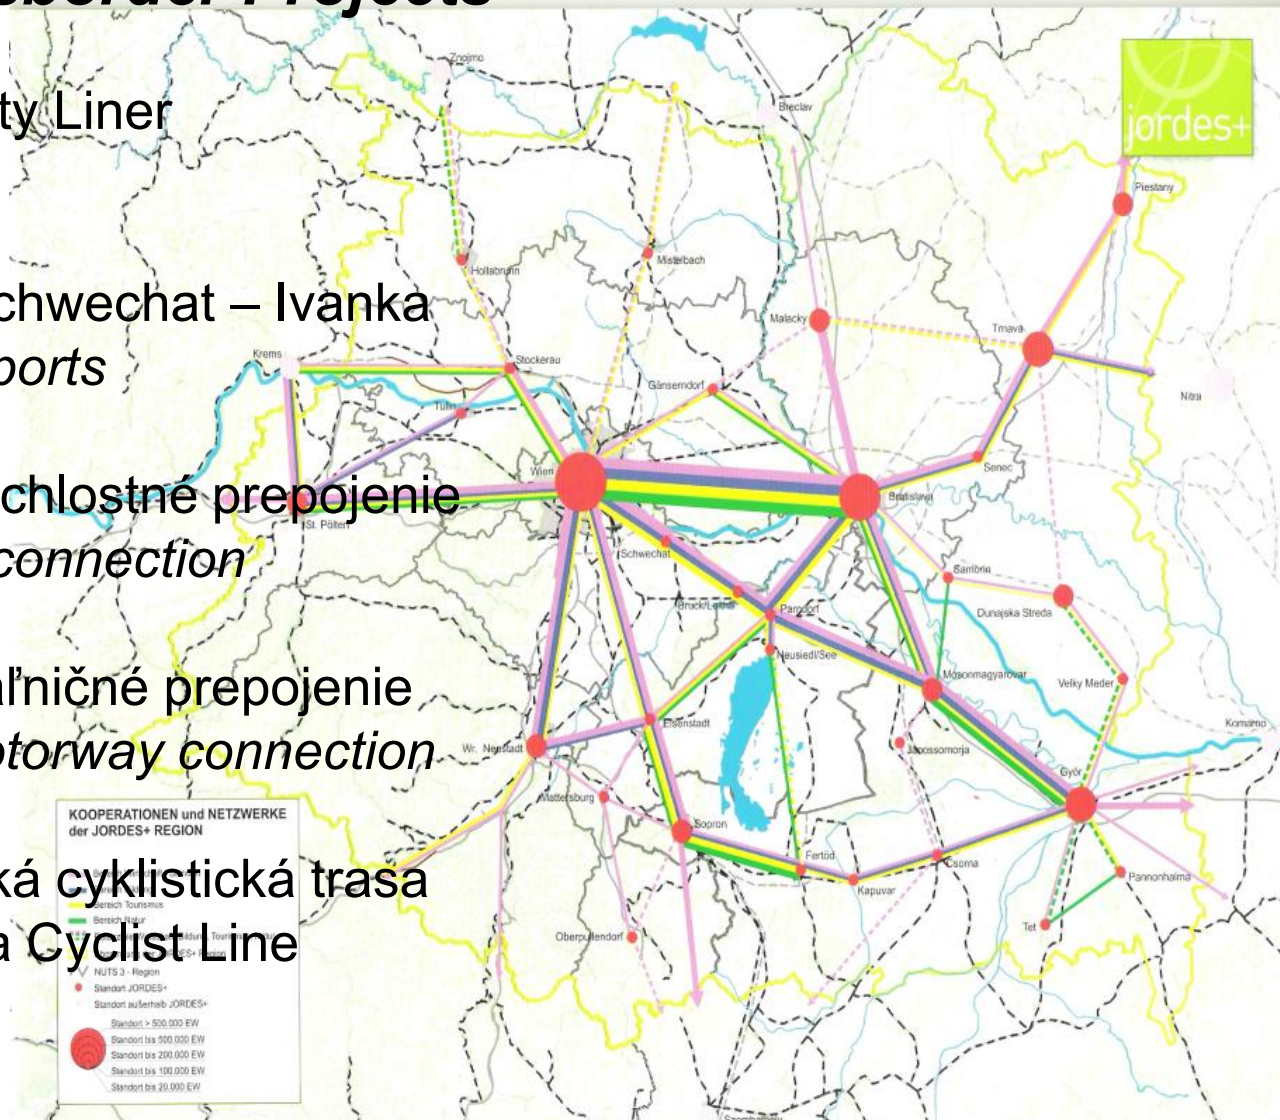 sborder Projects
ty Liner
chwechat – Ivanka
ports
chlostné prepojenie
connection
aľničné prepojenie
otorway connection
ká cyklistická trasa
a Cyclist Line
jordes+
Znojmo
Breclav
Piestany
Hollabrunn
Mistelbach
Malacky
Trnava
Krems
Stockerau
Gänserndorf
Nitra
Tulln
Wien
Senec
Bratislava
St. Pölten
Schwechat
Samorin
Bruck/Leitha
Parndorf
Dunajska Streda
Neusiedl/See
Mosonmagyarovar
Velky Meder
Eisenstadt
Komarno
Wr. Neustadt
Janossomorja
Györ
Mattersburg
Sopron
Fertöd
Csorna
Kapuvar
Pannonhalma
Tet
Oberpullendorf
KOOPERATIONEN und NETZWERKE
der JORDES+ REGION
Bereich Tourismus
Bereich Natur
NUTS 3 - Region
Standort JORDES+
Standort außerhalb JORDES+
Standort > 500.000 EW
Standort bis 500.000 EW
Standort bis 200.000 EW
Standort bis 100.000 EW
Standort bis 20.000 EW